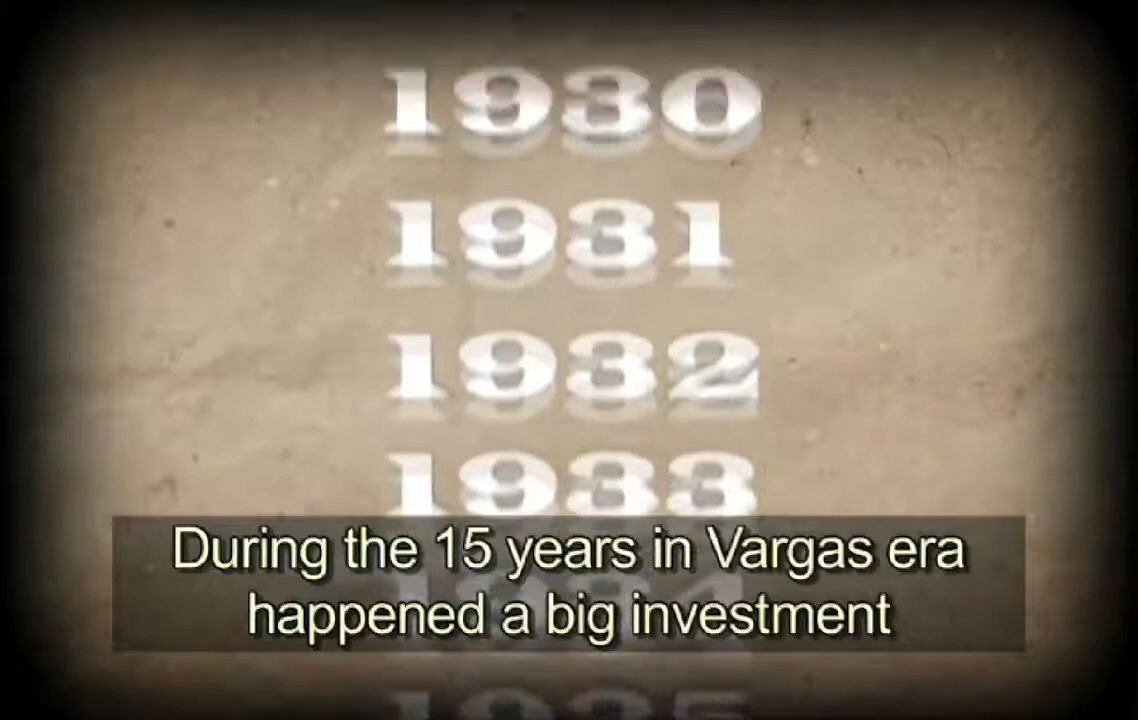 1930
1931
1932
1933
During the 15 years in Vargas era
happened a big investment